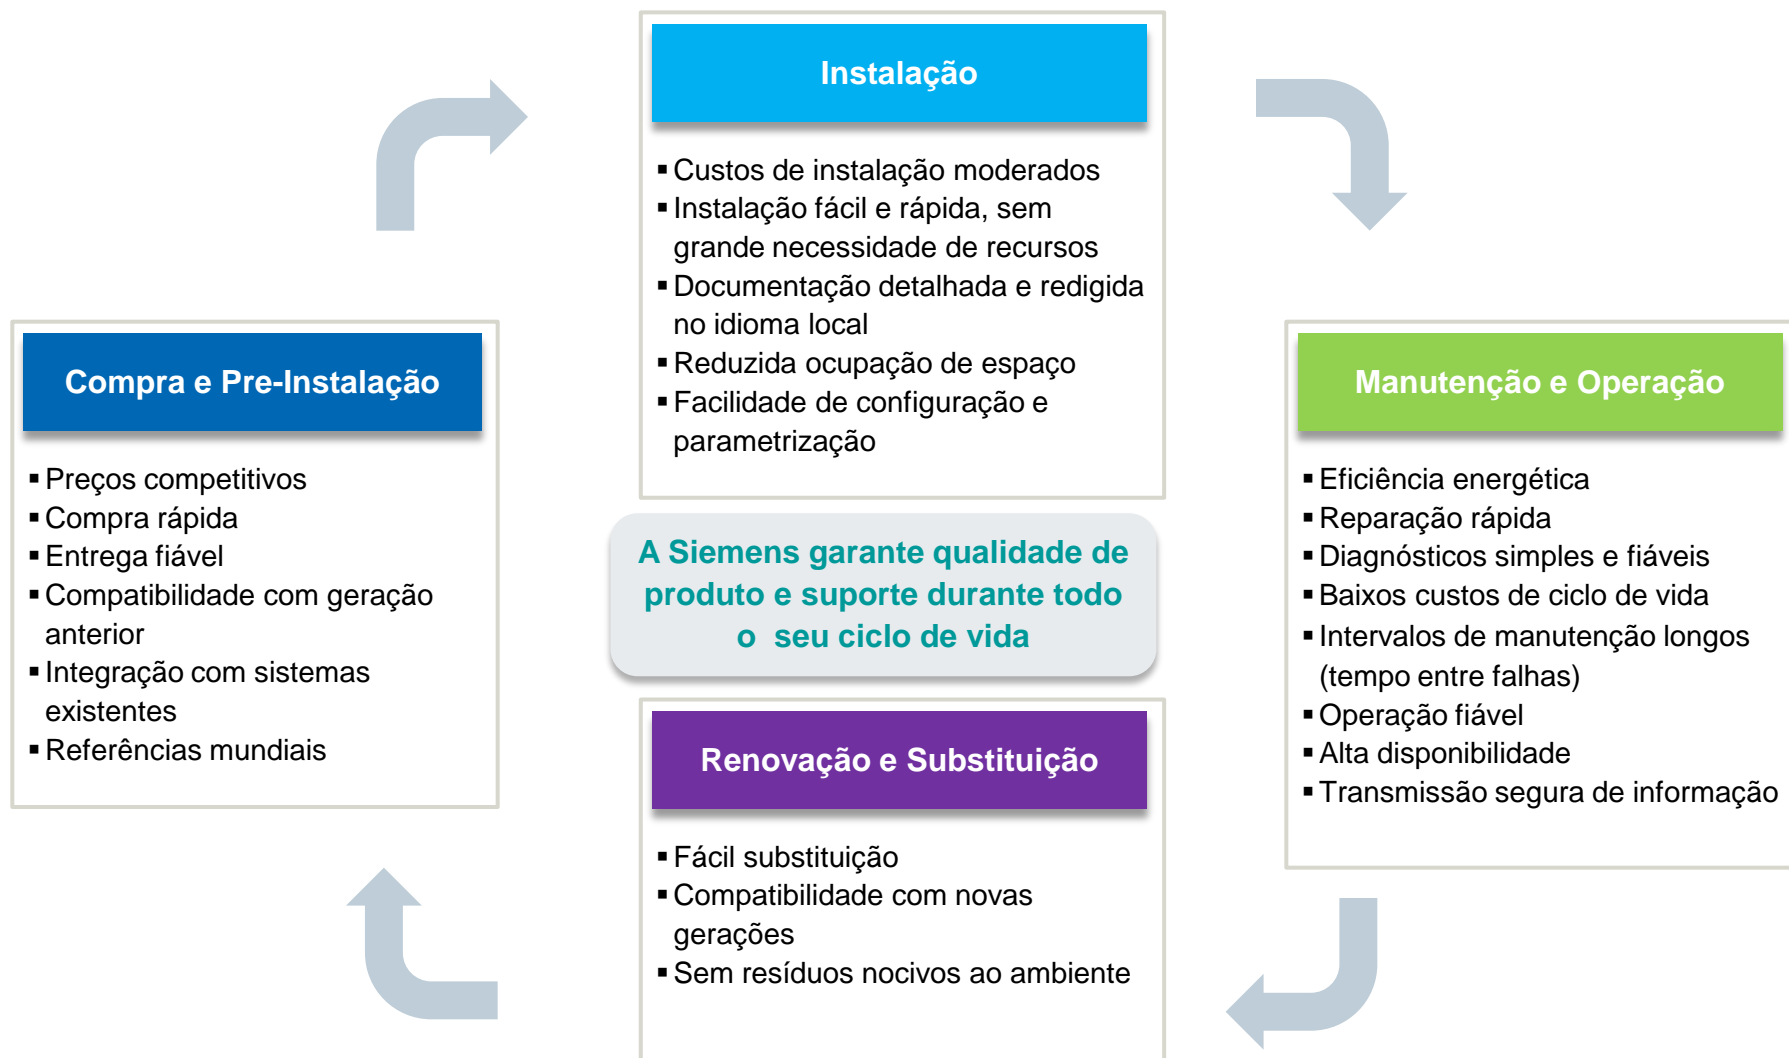 Instalação
▪ Custos de instalação moderados
▪ Instalação fácil e rápida, sem
grande necessidade de recursos
▪ Documentação detalhada e redigida
no idioma local
▪ Reduzida ocupação de espaço
▪ Facilidade de configuração e
parametrização
Compra e Pre-Instalação
▪ Preços competitivos
▪ Compra rápida
▪ Entrega fiável
▪ Compatibilidade com geração
anterior
▪ Integração com sistemas
existentes
▪ Referências mundiais
A Siemens garante qualidade de
produto e suporte durante todo
o  seu ciclo de vida
Manutenção e Operação
▪ Eficiência energética
▪ Reparação rápida
▪ Diagnósticos simples e fiáveis
▪ Baixos custos de ciclo de vida
▪ Intervalos de manutenção longos
(tempo entre falhas)
▪ Operação fiável
▪ Alta disponibilidade
▪ Transmissão segura de informação
Renovação e Substituição
▪ Fácil substituição
▪ Compatibilidade com novas
gerações
▪ Sem resíduos nocivos ao ambiente